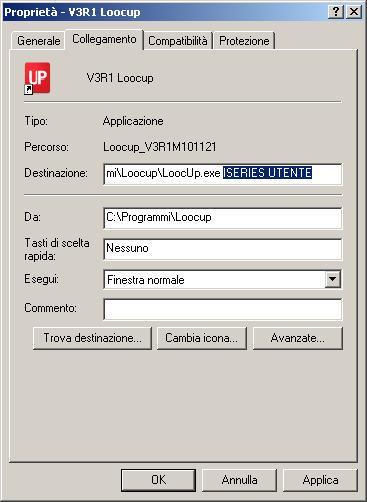 Proprietà - V3R1 Loocup
Generale Collegamento Compatibilità Protezione
UP V3R1 Loocup
Tipo: Applicazione
Percorso: Loocup_V3R1M101121
Destinazione: mi\Loocup\LoocUp.exe ISERIES UTENTE
Da: C:\Programmi\Loocup
Tasti di scelta
rapida: Nessuno
Esegui: Finestra normale
Commento:
Trova destinazione... Cambia icona... Avanzate...
OK Annulla Applica